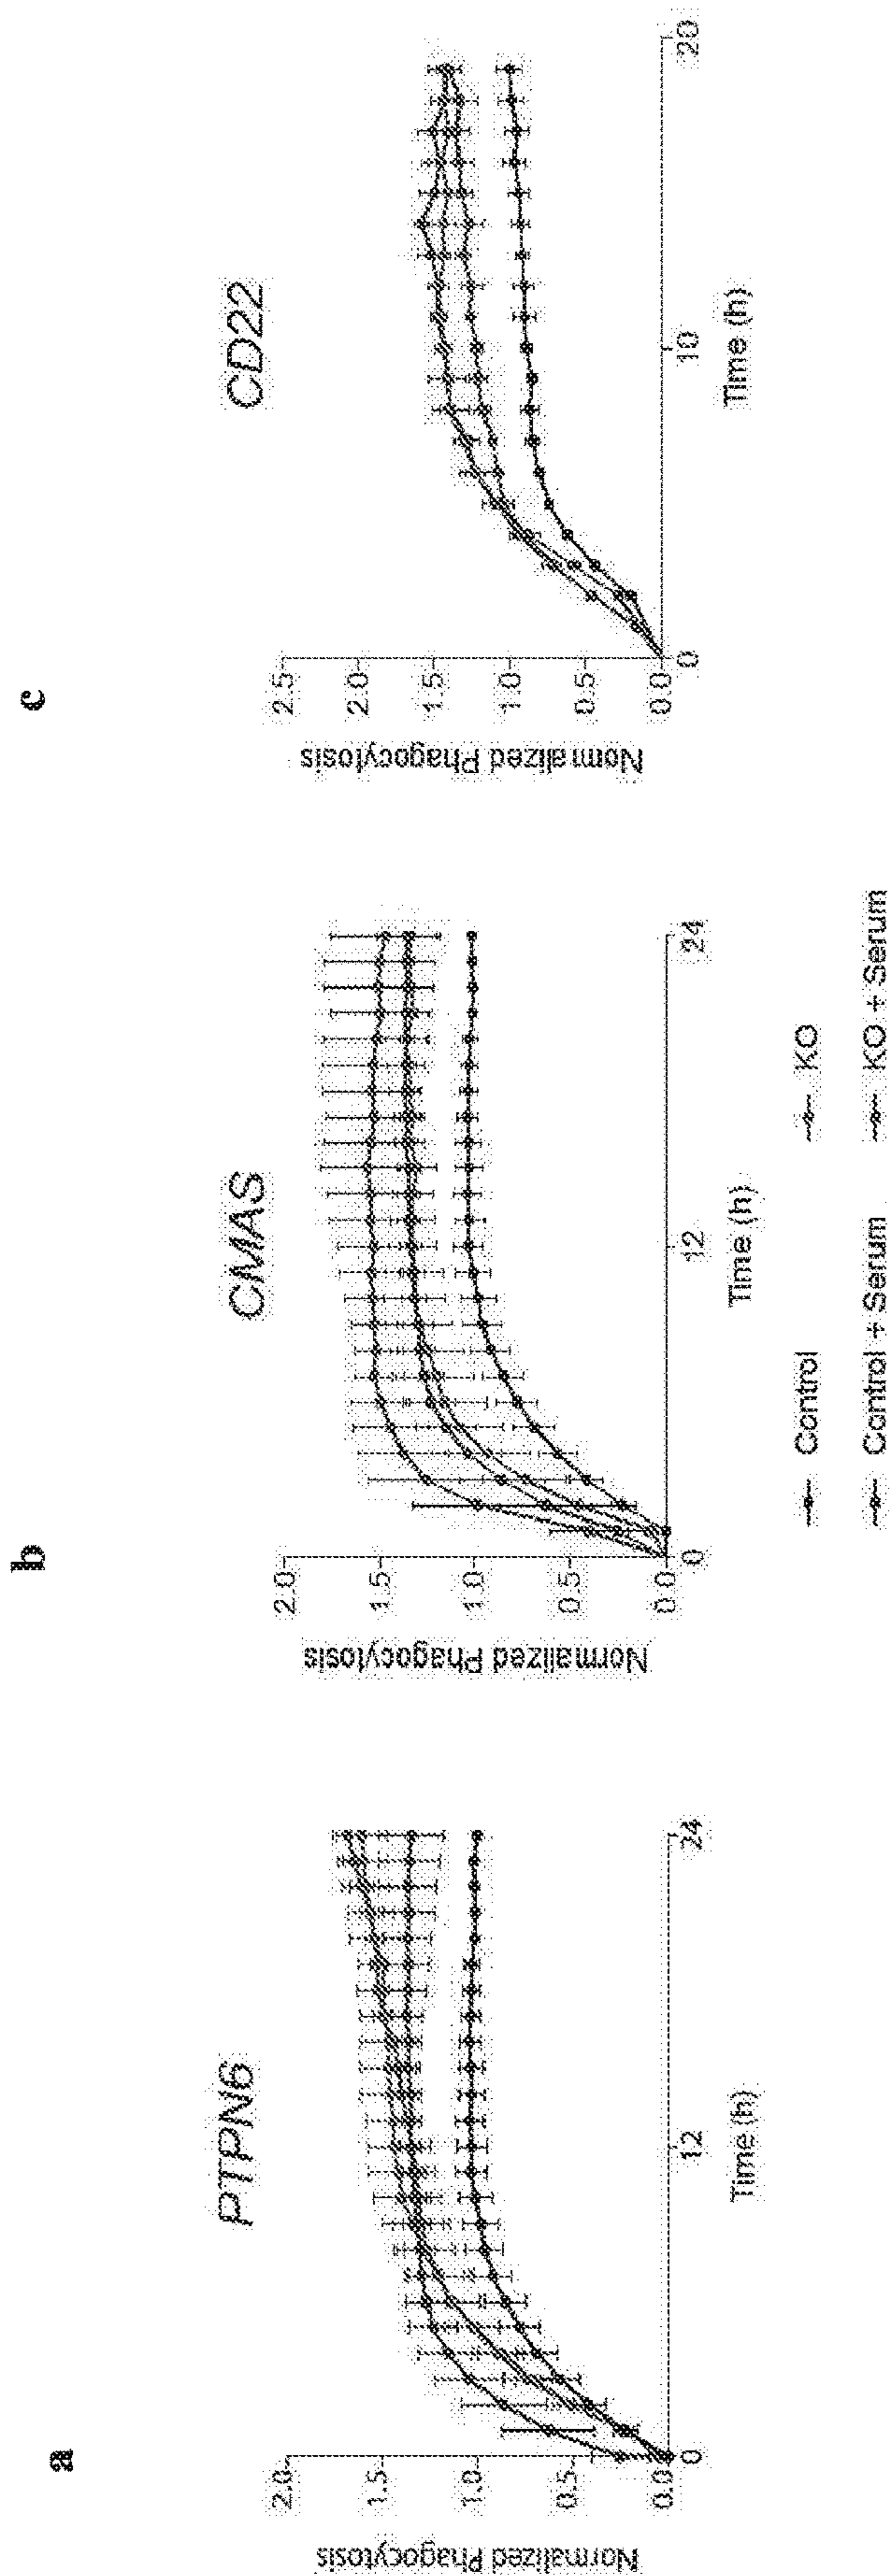 a
PTPN6
Normalized Phagocytosis
2.0
1.5
1.0
0.5
0.0
0
12
24
Time (h)
b
CMAS
Normalized Phagocytosis
2.0
1.5
1.0
0.5
0.0
0
12
24
Time (h)
c
CD22
Normalized Phagocytosis
2.5
2.0
1.5
1.0
0.5
0.0
0
10
20
Time (h)
Control
KO
Control + Serum
KO + Serum